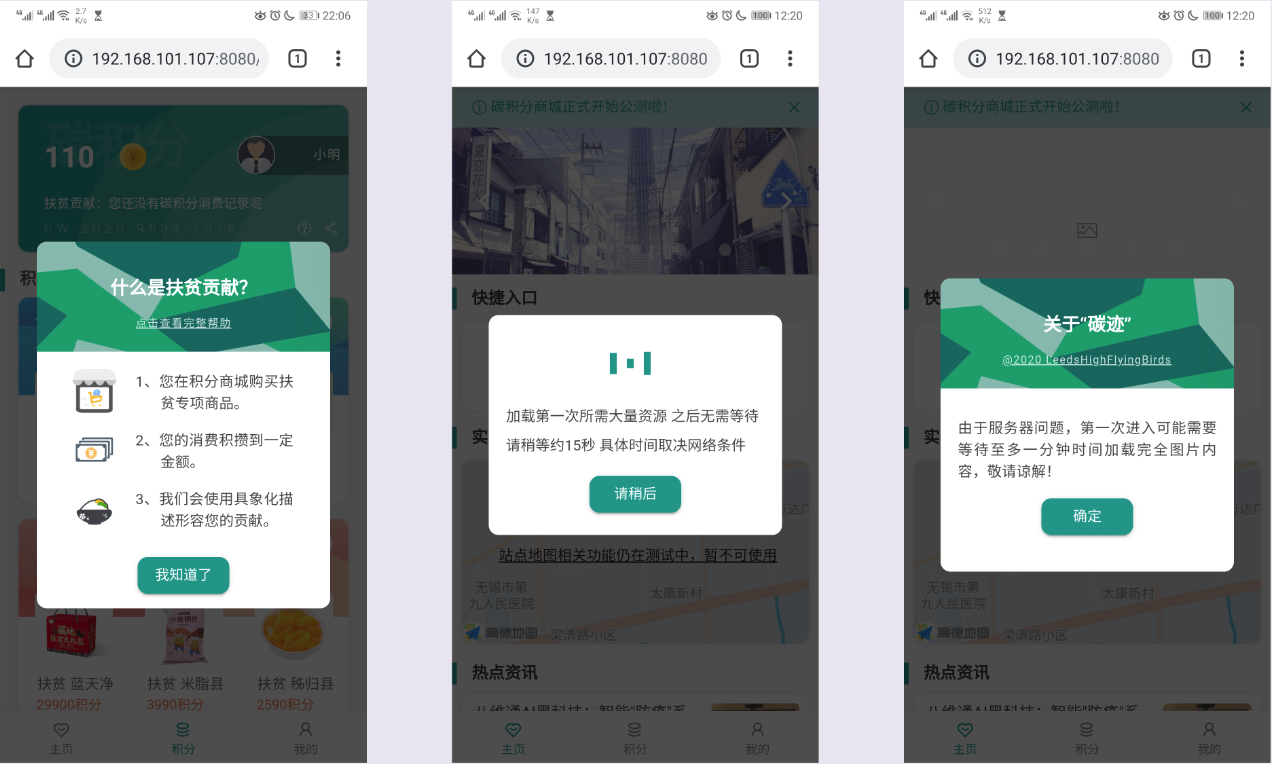 4G 4G 2.7 K/s 83 22:06
192.168.101.107:8080/
1
碳积分
110
¥
小明
扶贫贡献：您还没有碳积分消费记录呢
SW-2020-9534-1376
积
什么是扶贫贡献？
点击查看完整帮助
1、您在积分商城购买扶
贫专项商品。
2、您的消费积攒到一定
金额。
3、我们会使用具象化描
述形容您的贡献。
我知道了
扶贫 蓝天净
扶贫 米脂县
扶贫 秭归县
29900积分
3990积分
2590积分
主页
积分
我的
4G 4G 147 K/s 100 12:20
192.168.101.107:8080
1
碳积分商城正式开始公测啦！
夏恋花火
快捷入口
加载第一次所需大量资源 之后无需等待
请稍等约15秒 具体时间取决网络条件
请稍后
实
万达广
站点地图相关功能仍在测试中，暂不可使用
无锡市第
九人民医院
太康新村
高德地图
梁清路小区
热点资讯
主页
积分
我的
4G 4G 512 K/s 100 12:20
192.168.101.107:8080
1
碳积分商城正式开始公测啦！
快
关于“碳迹”
@2020 LeedsHighFlyingBirds
由于服务器问题，第一次进入可能需要
等待至多一分钟时间加载完全图片内
容，敬请谅解！
确定
实
万达广
无锡市第
九人民医院
太康新村
高德地图
梁清路小区
热点资讯
主页
积分
我的